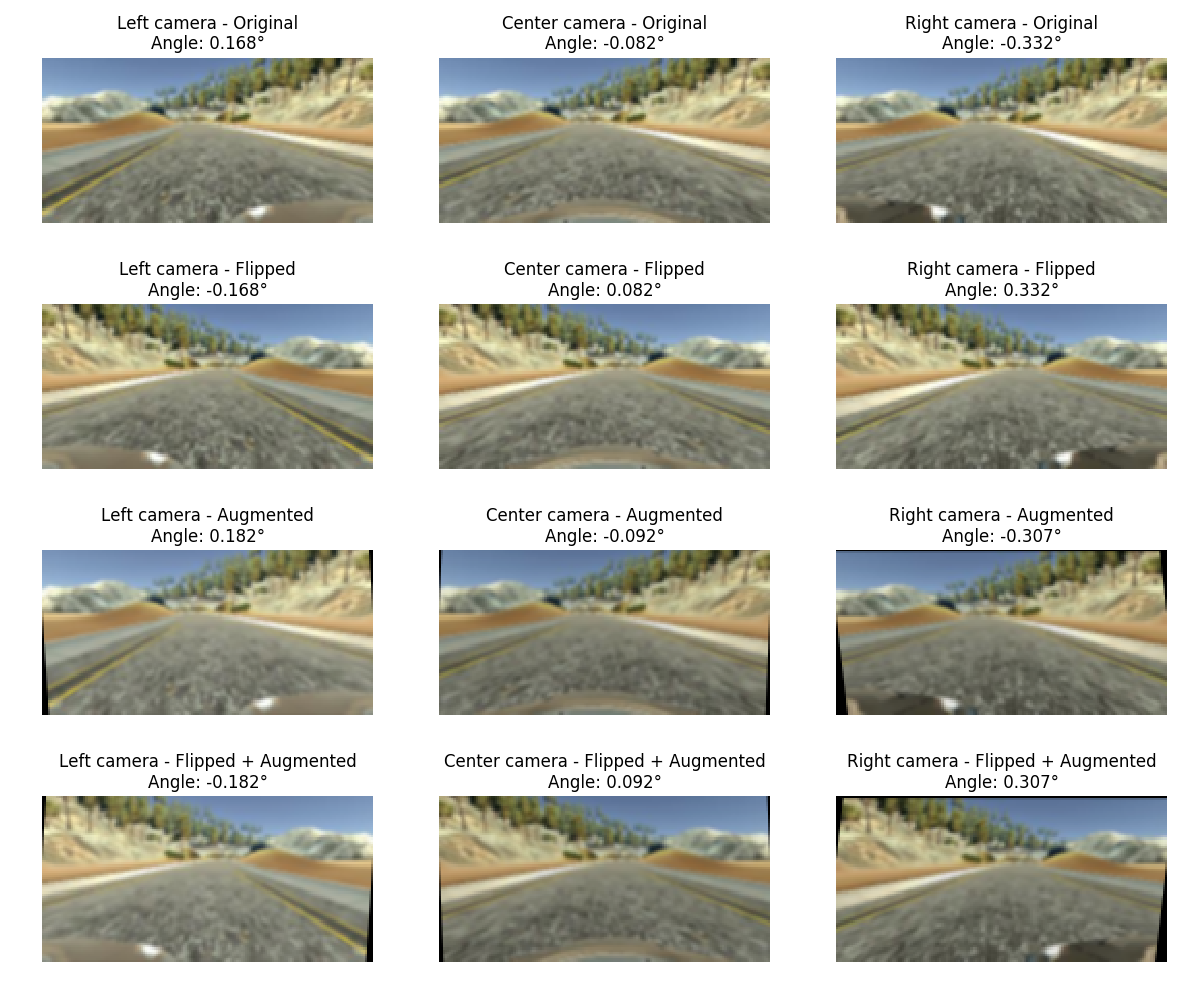 Left camera - Original
Angle: 0.168°
Center camera - Original
Angle: -0.082°
Right camera - Original
Angle: -0.332°
Left camera - Flipped
Angle: -0.168°
Center camera - Flipped
Angle: 0.082°
Right camera - Flipped
Angle: 0.332°
Left camera - Augmented
Angle: 0.182°
Center camera - Augmented
Angle: -0.092°
Right camera - Augmented
Angle: -0.307°
Left camera - Flipped + Augmented
Angle: -0.182°
Center camera - Flipped + Augmented
Angle: 0.092°
Right camera - Flipped + Augmented
Angle: 0.307°